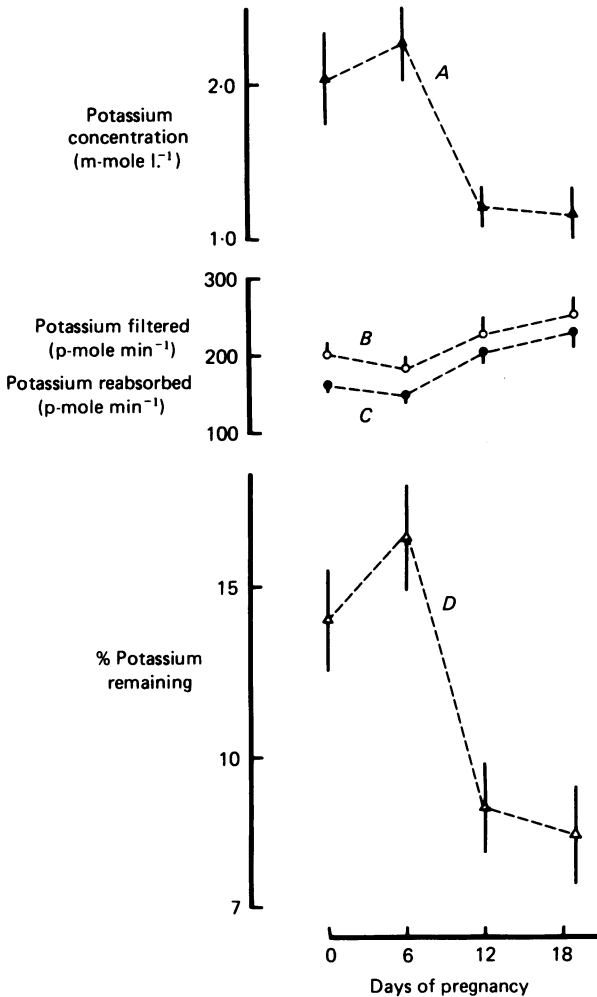 A
2·0
Potassium
concentration
(m-mole l.⁻¹)
1·0
300
Potassium filtered
(p-mole min⁻¹)
B
200
Potassium reabsorbed
(p-mole min⁻¹)
C
100
15
D
% Potassium
remaining
10
7
0 6 12 18
Days of pregnancy